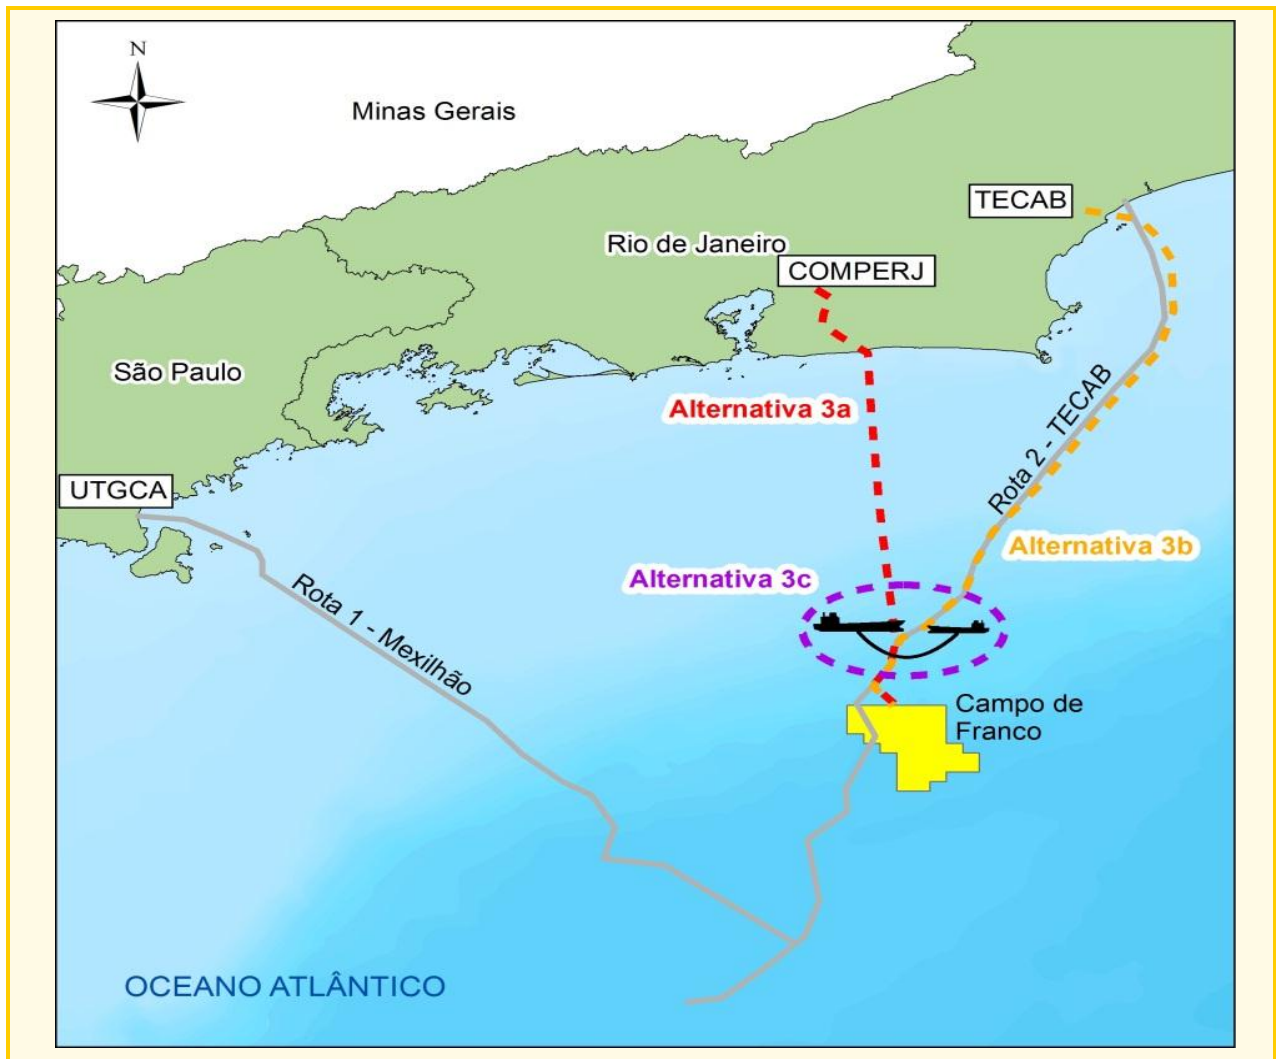 N
Minas Gerais
TECAB
Rio de Janeiro
COMPERJ
São Paulo
Alternativa 3a
Rota 2 - TECAB
UTGCA
Alternativa 3b
Alternativa 3c
Rota 1 - Mexilhão
Campo de
Franco
OCEANO ATLÂNTICO